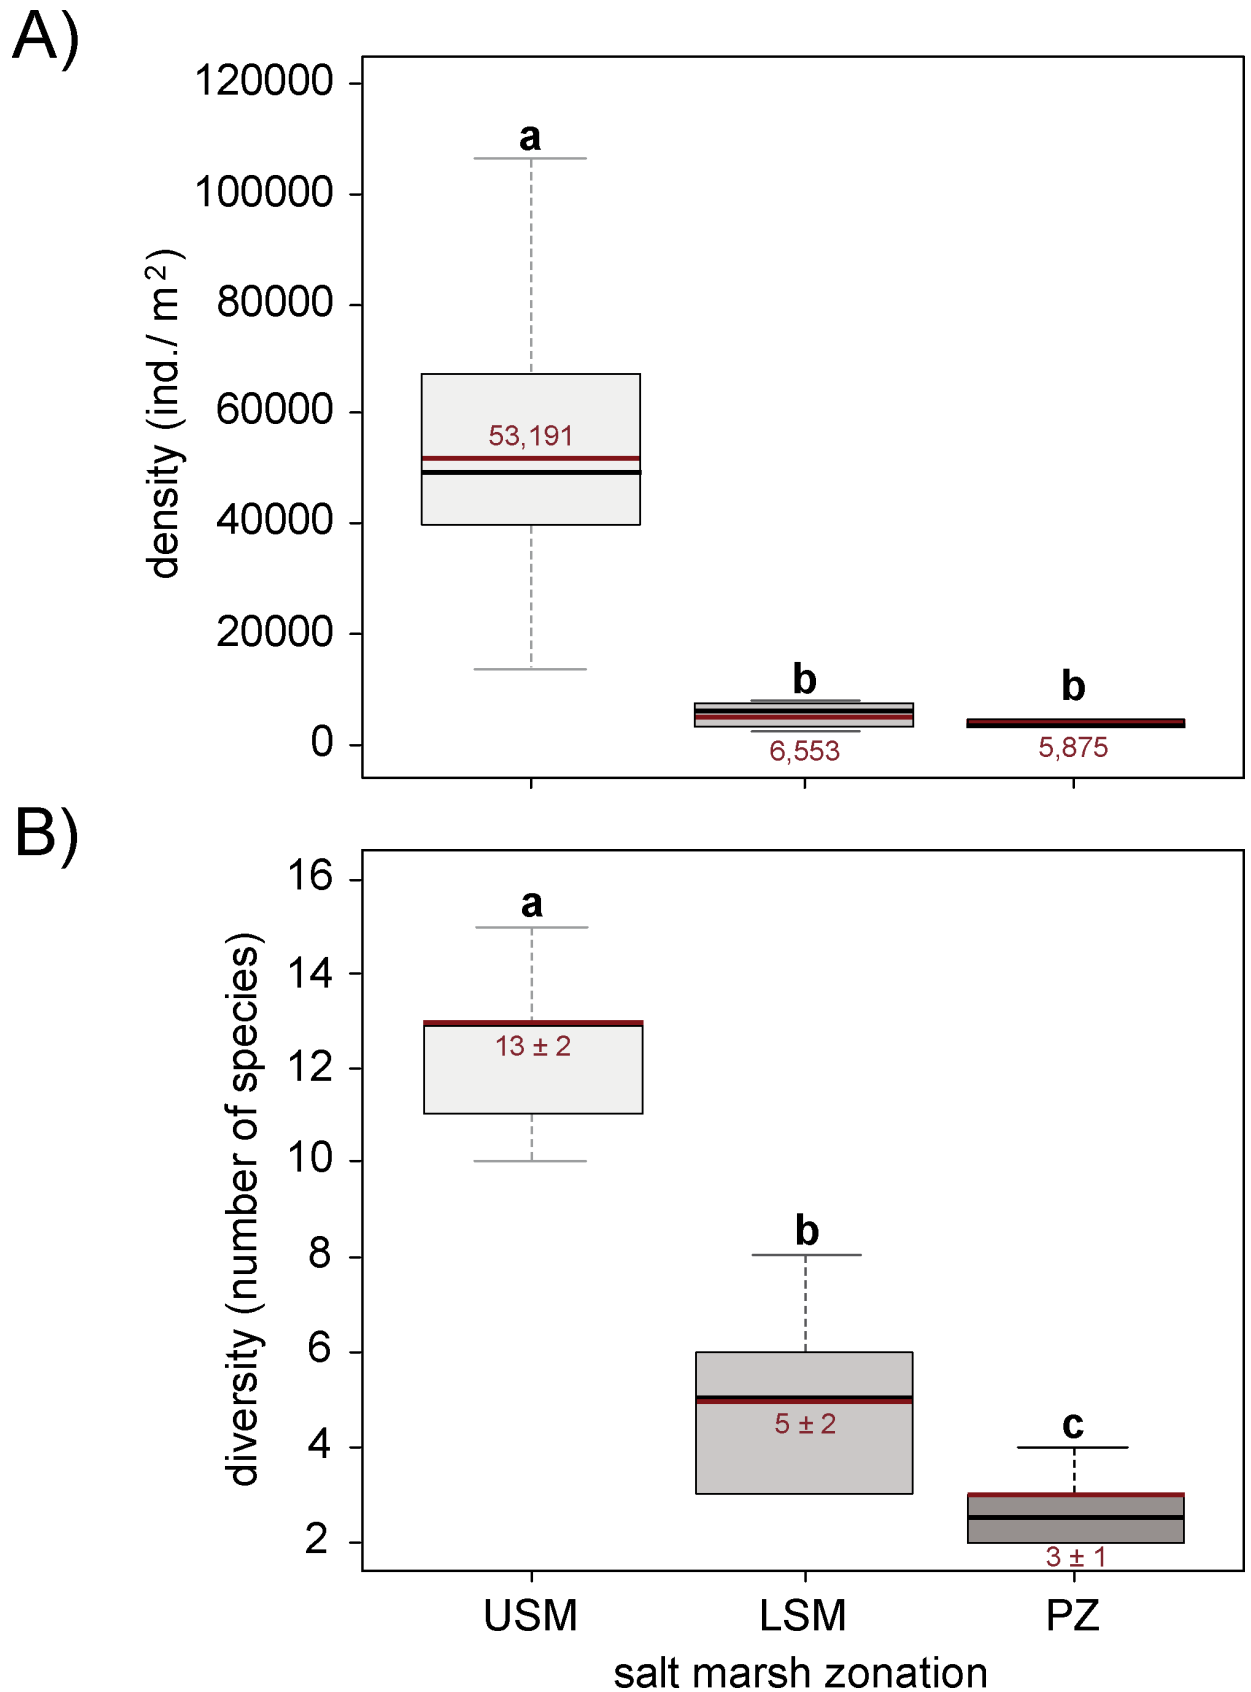 A)
120000
100000
80000
60000
40000
20000
0
density (ind./ m²)
a
53,191
b
6,553
b
5,875
B)
16
14
12
10
8
6
4
2
diversity (number of species)
a
13 ± 2
b
5 ± 2
c
3 ± 1
USM LSM PZ
salt marsh zonation